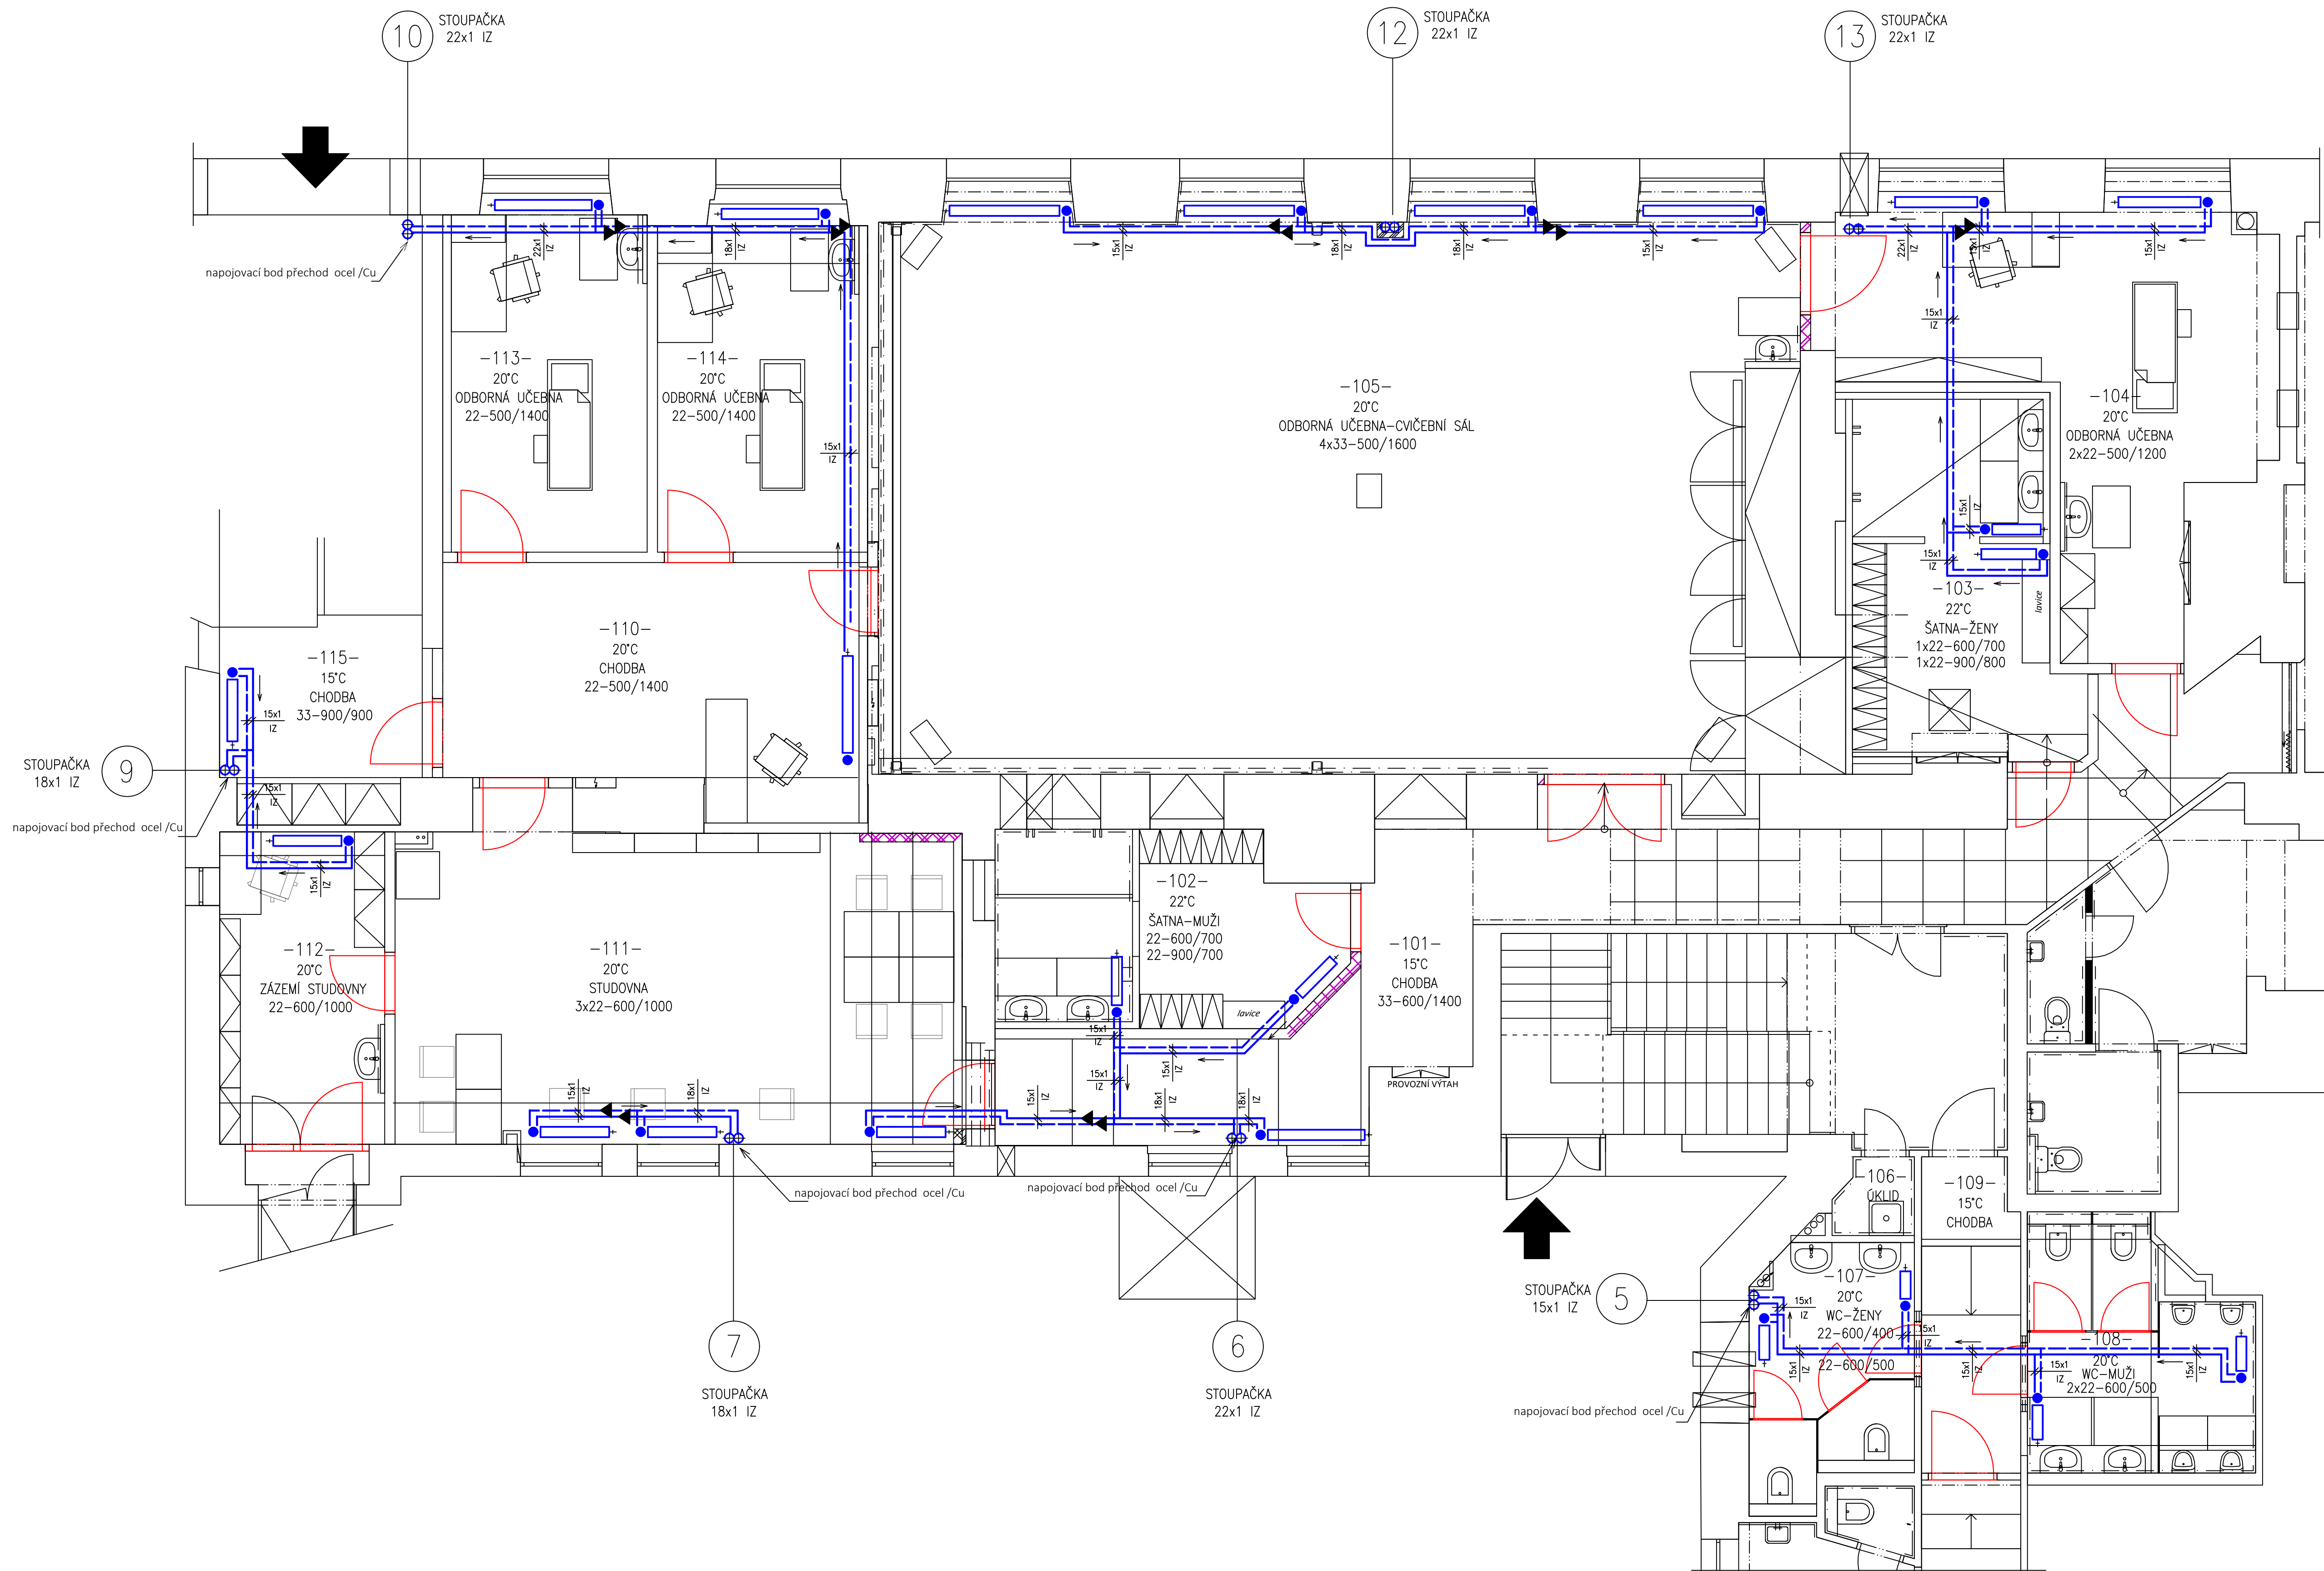 10
STOUPAČKA
22x1 IZ
12
STOUPAČKA
22x1 IZ
13
STOUPAČKA
22x1 IZ
napojovací bod přechod ocel /Cu
22x1
IZ
18x1
IZ
15x1
IZ
18x1
IZ
18x1
IZ
15x1
IZ
22x1
IZ
15x1
IZ
15x1
IZ
15x1
IZ
-113-
20°C
ODBORNÁ UČEBNA
22-500/1400
-114-
20°C
ODBORNÁ UČEBNA
22-500/1400
15x1
IZ
-105-
20°C
ODBORNÁ UČEBNA-CVIČEBNÍ SÁL
4x33-500/1600
-104-
20°C
ODBORNÁ UČEBNA
2x22-500/1200
15x1
IZ
15x1
IZ
-103-
22°C
ŠATNA-ŽENY
1x22-600/700
1x22-900/800
lavice
-110-
20°C
CHODBA
22-500/1400
-115-
15°C
CHODBA
33-900/900
15x1
IZ
STOUPAČKA
18x1 IZ
9
napojovací bod přechod ocel /Cu
15x1
IZ
15x1
IZ
-112-
20°C
ZÁZEMÍ STUDOVNY
22-600/1000
-111-
20°C
STUDOVNA
3x22-600/1000
-102-
22°C
ŠATNA-MUŽI
22-600/700
22-900/700
lavice
-101-
15°C
CHODBA
33-600/1400
PROVOZNÍ VÝTAH
15x1
IZ
15x1
IZ
15x1
IZ
15x1
IZ
18x1
IZ
15x1
IZ
18x1
IZ
18x1
IZ
napojovací bod přechod ocel /Cu
napojovací bod přechod ocel /Cu
7
STOUPAČKA
18x1 IZ
6
STOUPAČKA
22x1 IZ
-106-
ÚKLID
-109-
15°C
CHODBA
STOUPAČKA
15x1 IZ
5
-107-
20°C
WC-ŽENY
22-600/400
22-600/500
15x1
IZ
15x1
IZ
15x1
IZ
15x1
IZ
15x1
IZ
15x1
IZ
-108-
20°C
WC-MUŽI
2x22-600/500
napojovací bod přechod ocel /Cu